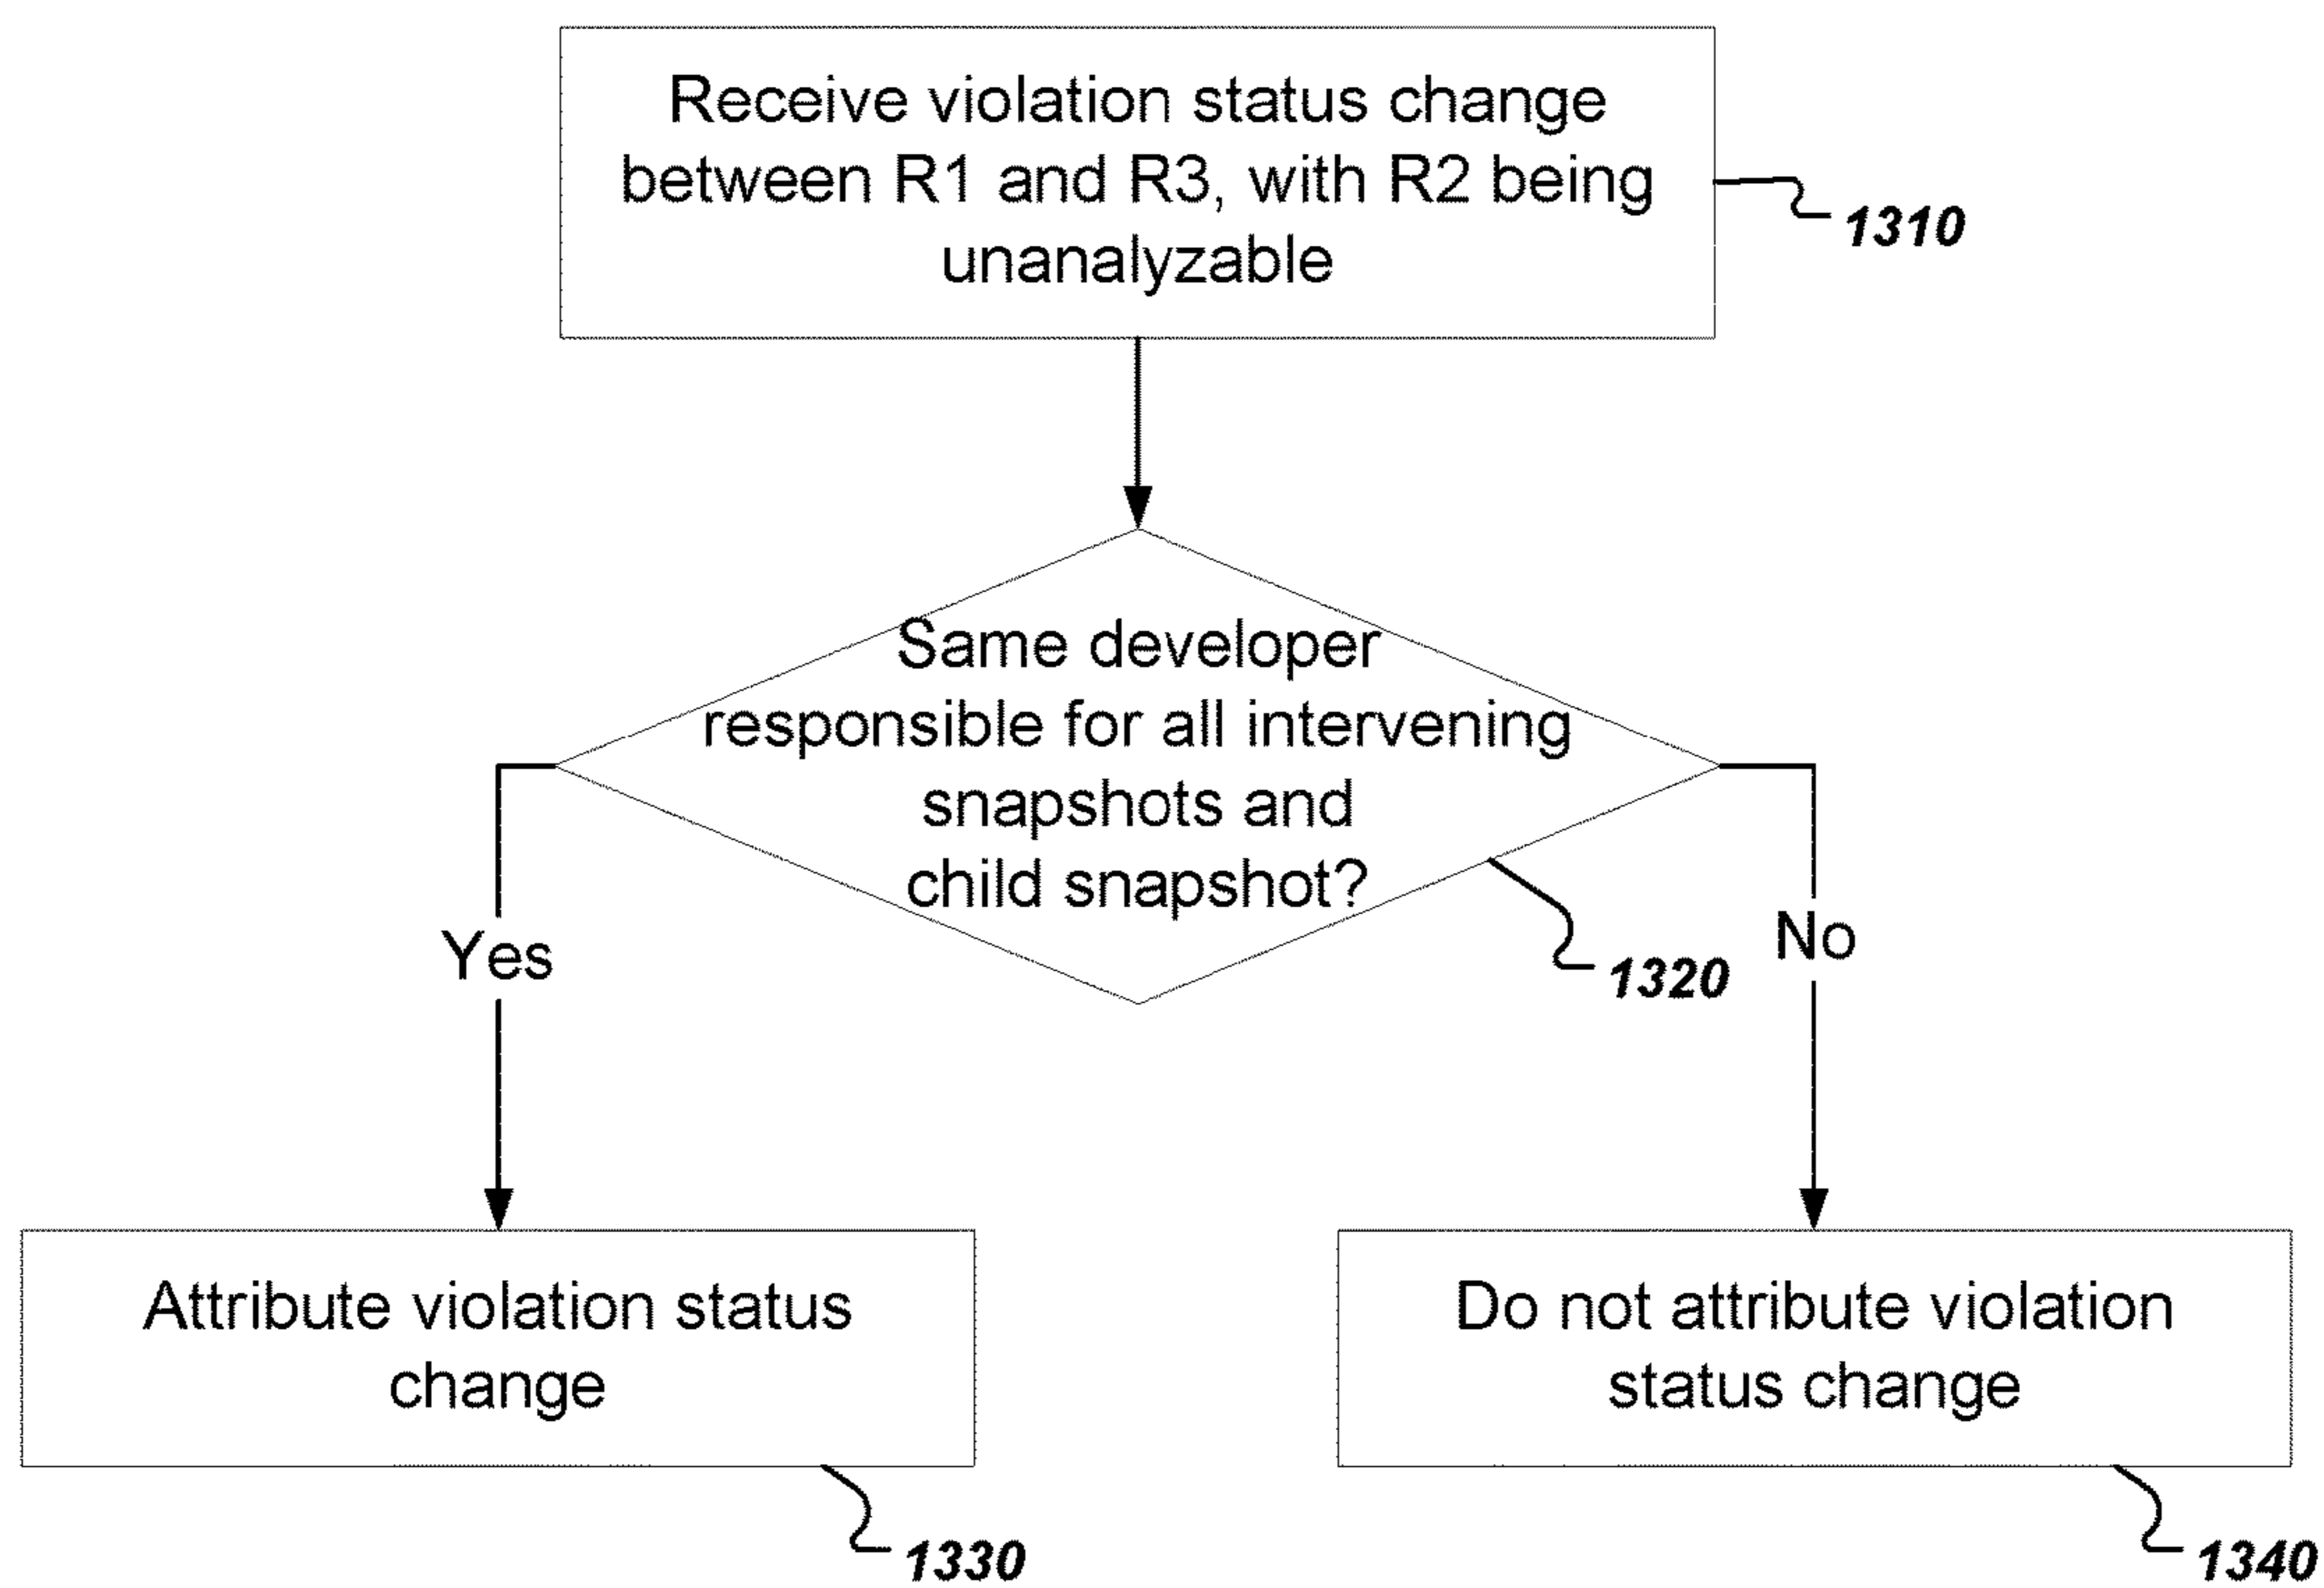 Receive violation status change
between R1 and R3, with R2 being
unanalyzable
1310
Same developer
responsible for all intervening
snapshots and
child snapshot?
1320
Yes
No
Attribute violation status
change
1330
Do not attribute violation
status change
1340